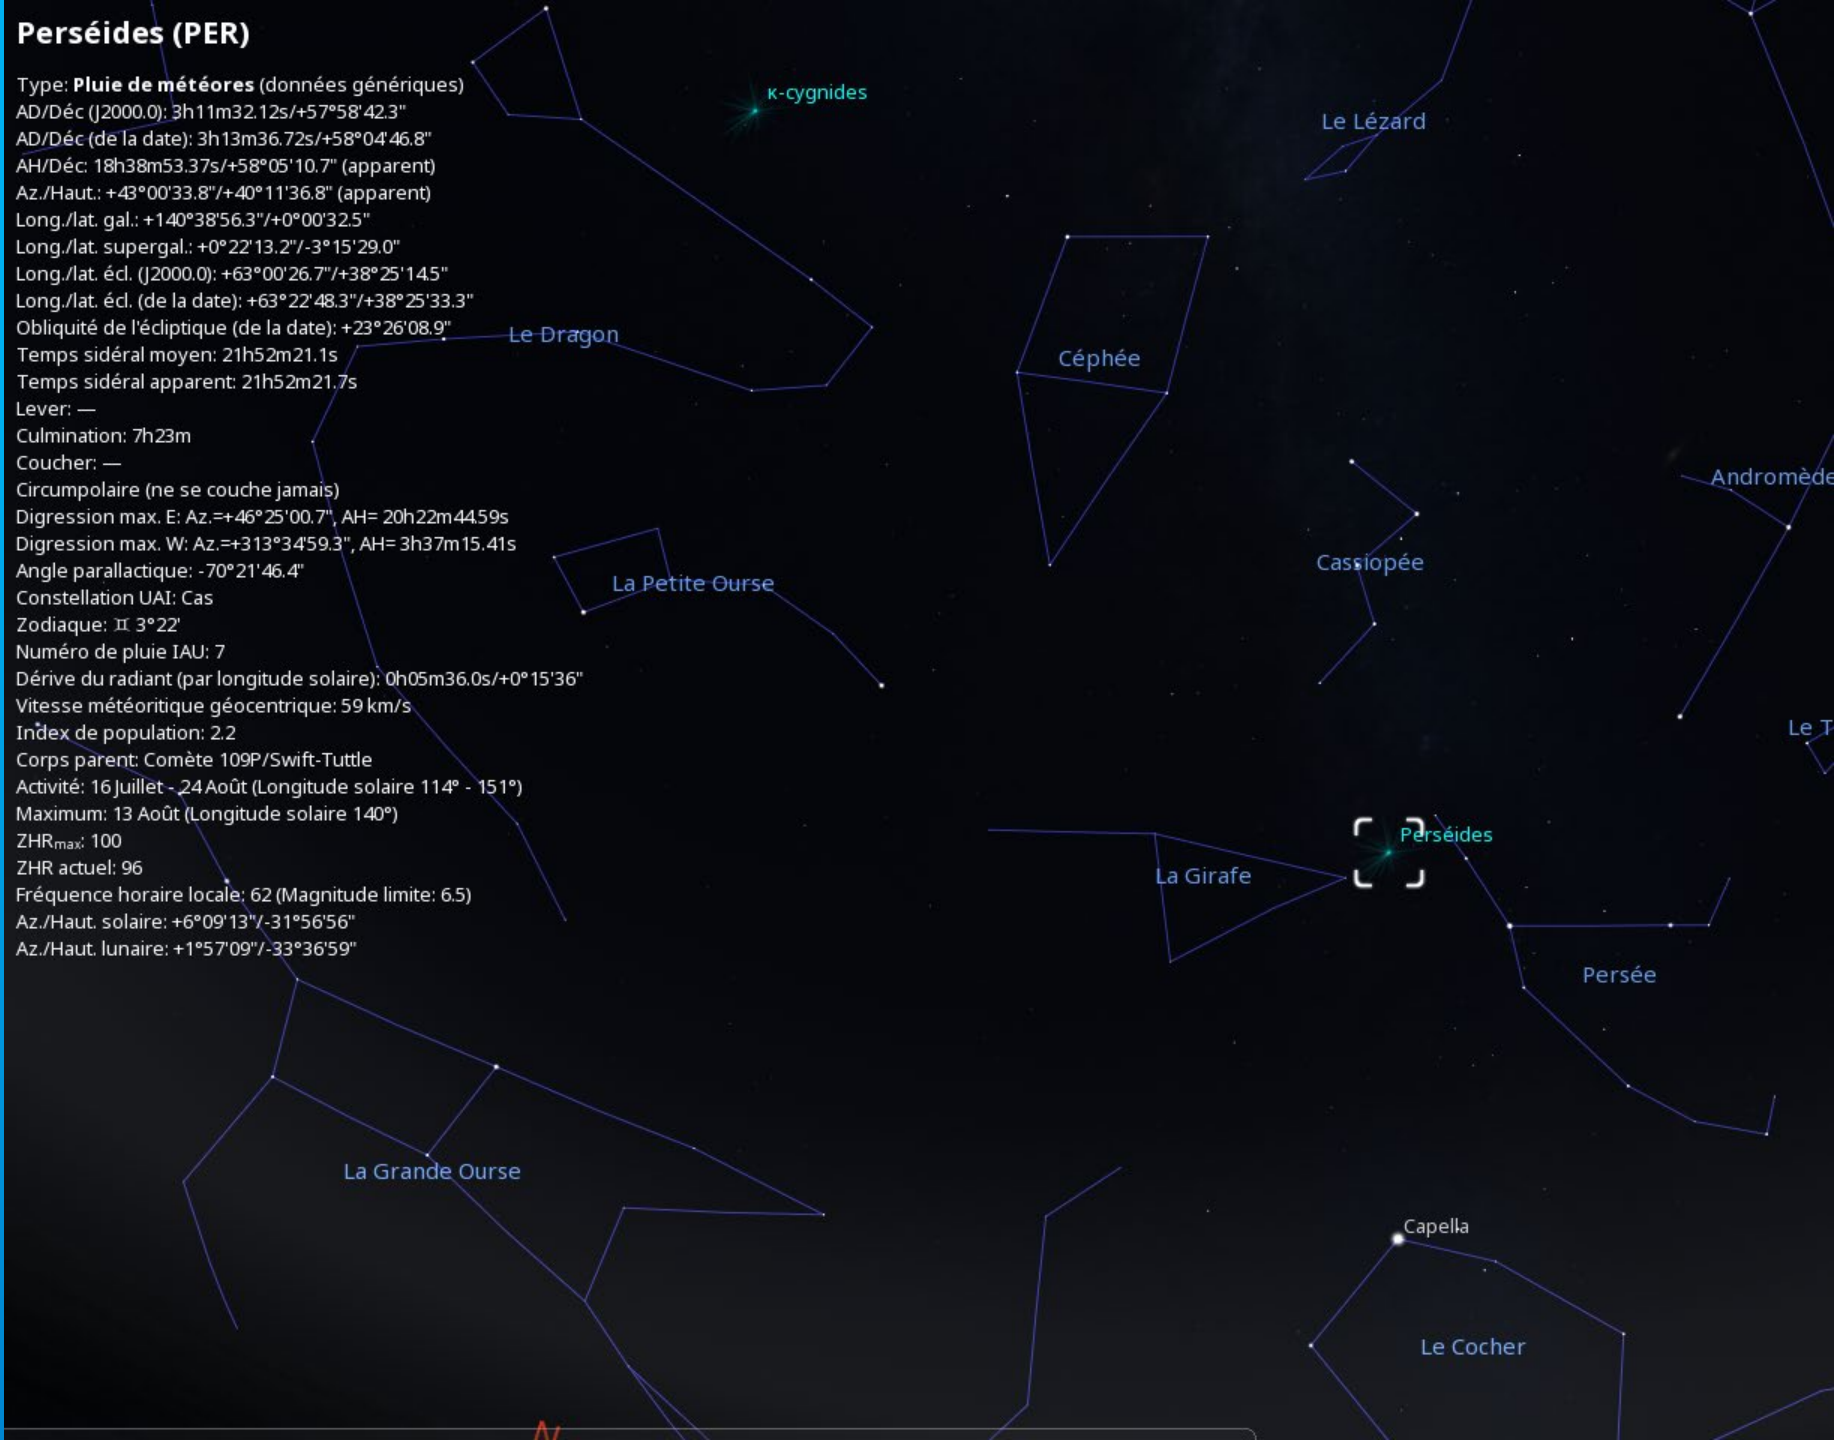 Perséides (PER)
Type: Pluie de météores (données génériques)
AD/Déc (J2000.0): 3h11m32.12s/+57°58'42.3"
AD/Déc (de la date): 3h13m36.72s/+58°04'46.8"
AH/Déc: 18h38m53.37s/+58°05'10.7" (apparent)
Az./Haut.: +43°00'33.8"/+40°11'36.8" (apparent)
Long./lat. gal.: +140°38'56.3"/+0°00'32.5"
Long./lat. supergal.: +0°22'13.2"/-3°15'29.0"
Long./lat. écl. (J2000.0): +63°00'26.7"/+38°25'14.5"
Long./lat. écl. (de la date): +63°22'48.3"/+38°25'33.3"
Obliquité de l'écliptique (de la date): +23°26'08.9"
Temps sidéral moyen: 21h52m21.1s
Temps sidéral apparent: 21h52m21.7s
Lever: —
Culmination: 7h23m
Coucher: —
Circumpolaire (ne se couche jamais)
Digression max. E: Az.=+46°25'00.7", AH= 20h22m44.59s
Digression max. W: Az.=+313°34'59.3", AH= 3h37m15.41s
Angle parallactique: -70°21'46.4"
Constellation UAI: Cas
Zodiaque: ♊ 3°22'
Numéro de pluie IAU: 7
Dérive du radiant (par longitude solaire): 0h05m36.0s/+0°15'36"
Vitesse météoritique géocentrique: 59 km/s
Index de population: 2.2
Corps parent: Comète 109P/Swift-Tuttle
Activité: 16 Juillet - 24 Août (Longitude solaire 114° - 151°)
Maximum: 13 Août (Longitude solaire 140°)
ZHRmax: 100
ZHR actuel: 96
Fréquence horaire locale: 62 (Magnitude limite: 6.5)
Az./Haut. solaire: +6°09'13"/-31°56'56"
Az./Haut. lunaire: +1°57'09"/-33°36'59"
κ-cygnides
Le Lézard
Le Dragon
Céphée
Andromède
Cassiopée
La Petite Ourse
Le T
Perséides
La Girafe
Persée
La Grande Ourse
Capella
Le Cocher
N